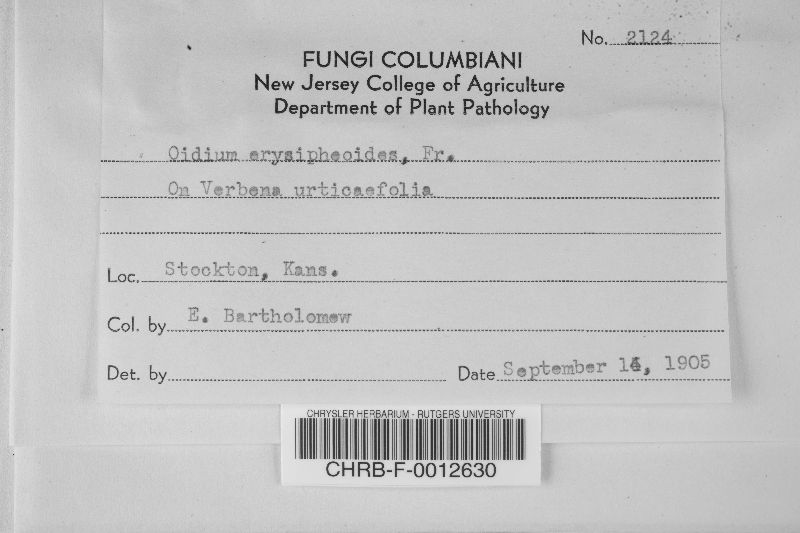 No. 2124
FUNGI COLUMBIANI
New Jersey College of Agriculture
Department of Plant Pathology
Oidium erysipheoides, Fr.
On Verbena urticaefolia
Loc. Stockton, Kans.
Col. by E. Bartholomew
Det. by
Date September 14, 1905
CHRYSLER HERBARIUM - RUTGERS UNIVERSITY
CHRB-F-0012630